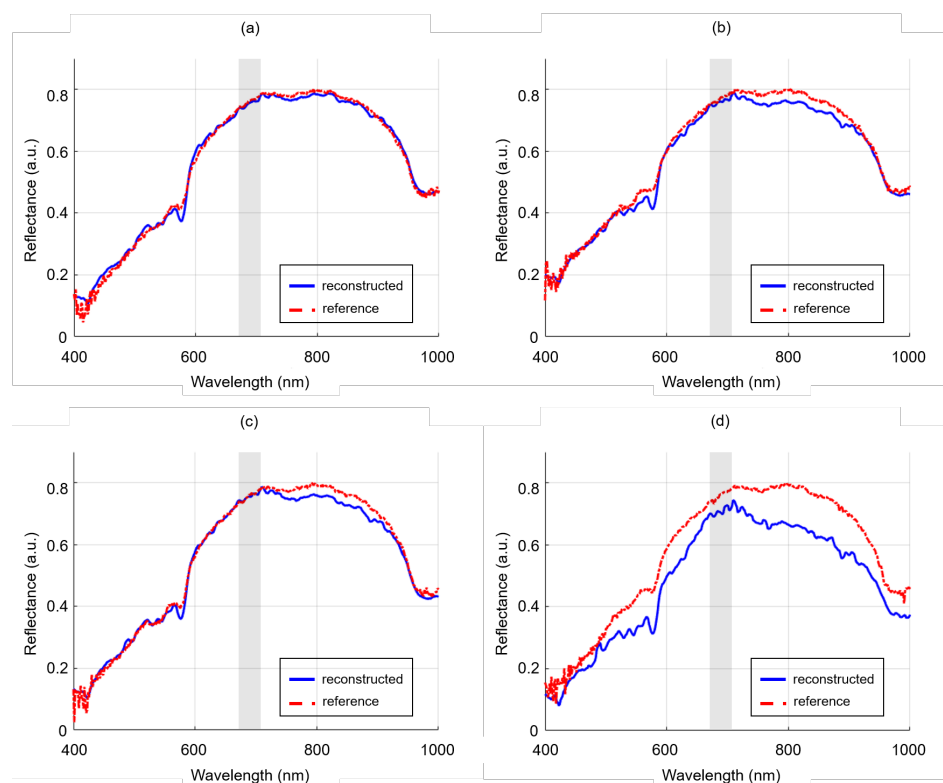 (a)
0.8
0.6
0.4
0.2
0
400
600
800
1000
Reflectance (a.u.)
Wavelength (nm)
reconstructed
reference
(b)
0.8
0.6
0.4
0.2
0
400
600
800
1000
Reflectance (a.u.)
Wavelength (nm)
reconstructed
reference
(c)
0.8
0.6
0.4
0.2
0
400
600
800
1000
Reflectance (a.u.)
Wavelength (nm)
reconstructed
reference
(d)
0.8
0.6
0.4
0.2
0
400
600
800
1000
Reflectance (a.u.)
Wavelength (nm)
reconstructed
reference